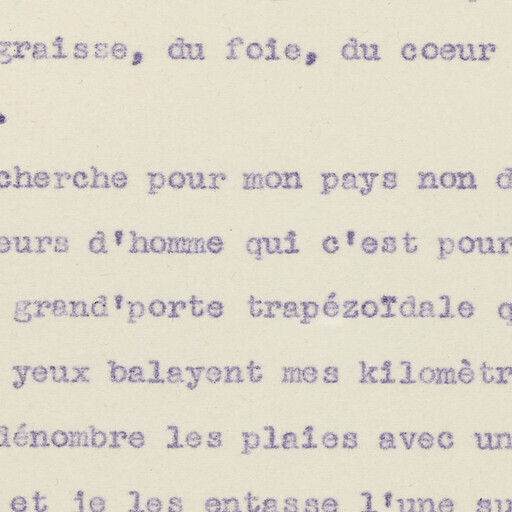 graisse, du foie, du coeur
.
cherche pour mon pays non d
eurs d'homme qui c'est pour
grand'porte trapézoïdale q
yeux balayent mes kilomètr
dénombre les plaies avec un
et je les entasse l'une su